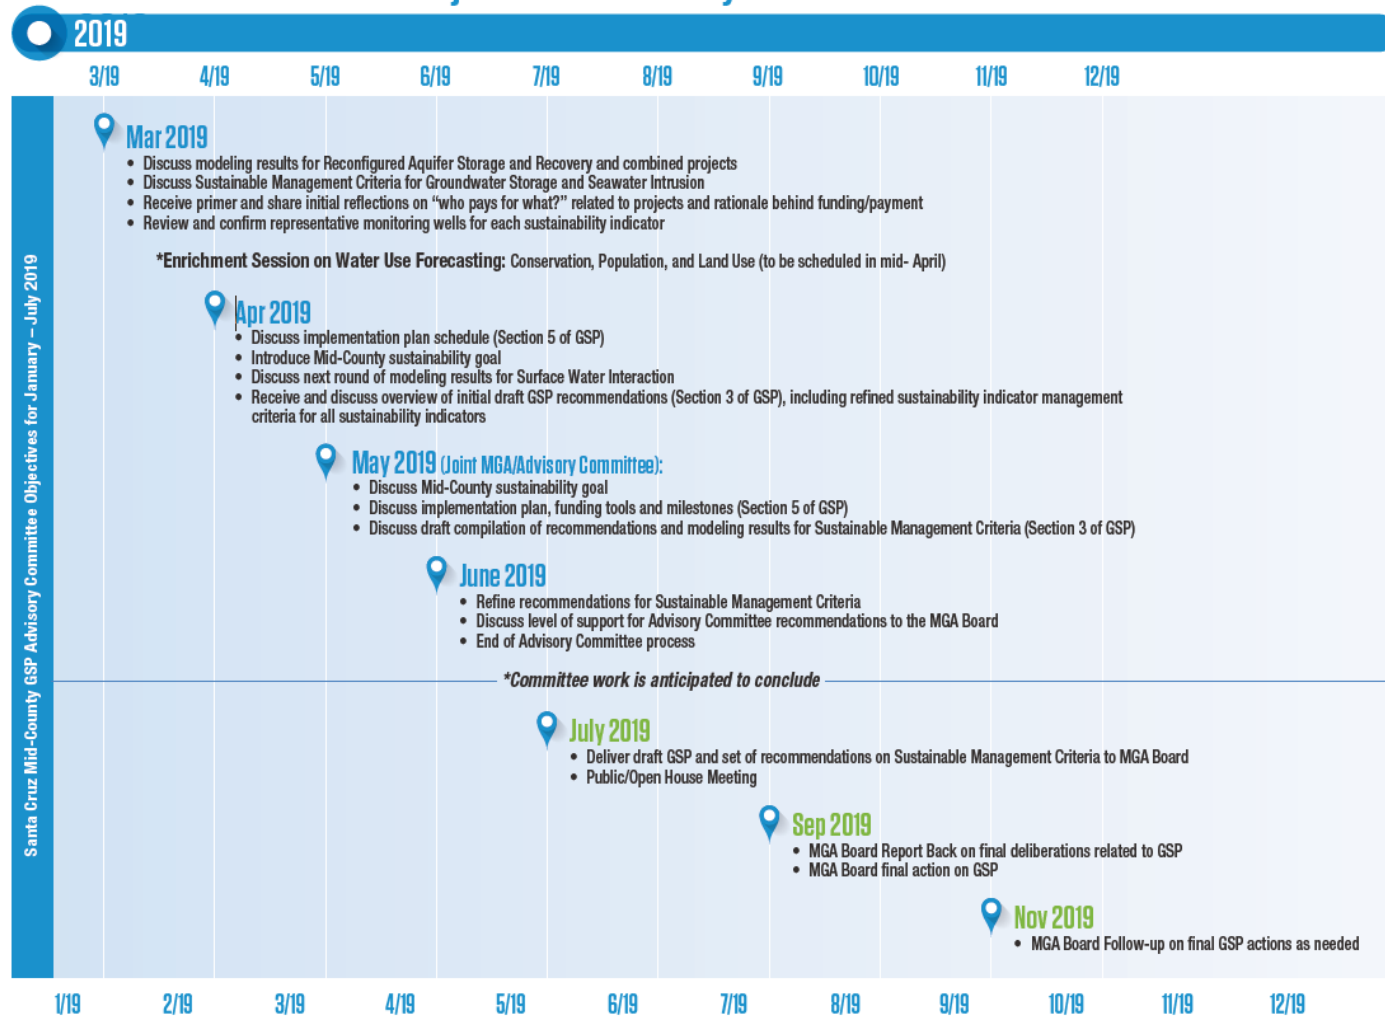 2019
3/19 4/19 5/19 6/19 7/19 8/19 9/19 10/19 11/19 12/19
Santa Cruz Mid-County GSP Advisory Committee Objectives for January – July 2019
Mar 2019
• Discuss modeling results for Reconfigured Aquifer Storage and Recovery and combined projects
• Discuss Sustainable Management Criteria for Groundwater Storage and Seawater Intrusion
• Receive primer and share initial reflections on “who pays for what?” related to projects and rationale behind funding/payment
• Review and confirm representative monitoring wells for each sustainability indicator
*Enrichment Session on Water Use Forecasting: Conservation, Population, and Land Use (to be scheduled in mid- April)
Apr 2019
• Discuss implementation plan schedule (Section 5 of GSP)
• Introduce Mid-County sustainability goal
• Discuss next round of modeling results for Surface Water Interaction
• Receive and discuss overview of initial draft GSP recommendations (Section 3 of GSP), including refined sustainability indicator management
criteria for all sustainability indicators
May 2019 (Joint MGA/Advisory Committee):
• Discuss Mid-County sustainability goal
• Discuss implementation plan, funding tools and milestones (Section 5 of GSP)
• Discuss draft compilation of recommendations and modeling results for Sustainable Management Criteria (Section 3 of GSP)
June 2019
• Refine recommendations for Sustainable Management Criteria
• Discuss level of support for Advisory Committee recommendations to the MGA Board
• End of Advisory Committee process
*Committee work is anticipated to conclude
July 2019
• Deliver draft GSP and set of recommendations on Sustainable Management Criteria to MGA Board
• Public/Open House Meeting
Sep 2019
• MGA Board Report Back on final deliberations related to GSP
• MGA Board final action on GSP
Nov 2019
• MGA Board Follow-up on final GSP actions as needed
1/19 2/19 3/19 4/19 5/19 6/19 7/19 8/19 9/19 10/19 11/19 12/19